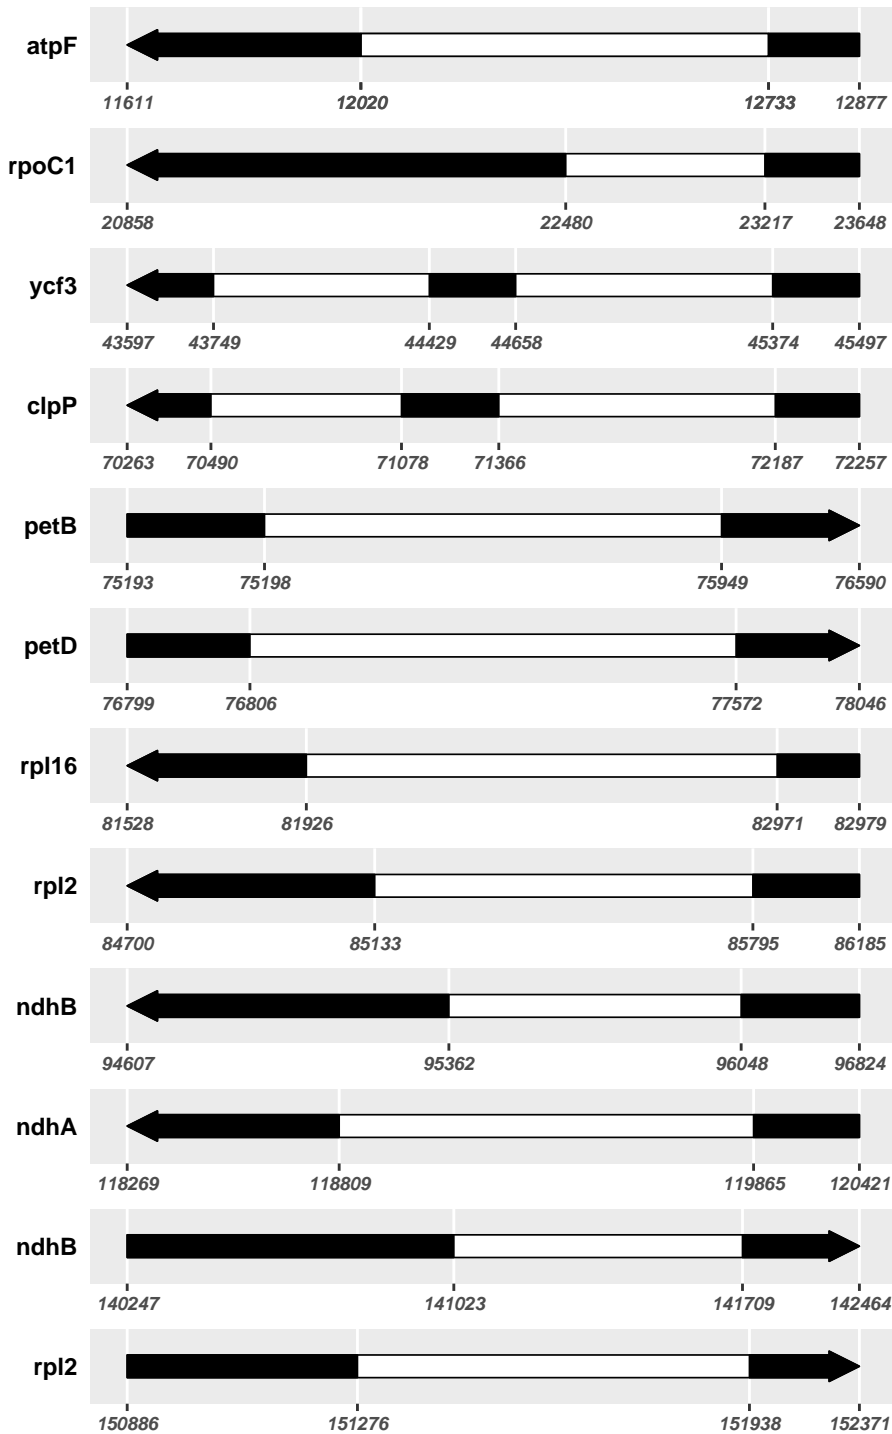 atpF
11611 12020 12733 12877
rpoC1
20858 22480 23217 23648
ycf3
43597 43749 44429 44658 45374 45497
clpP
70263 70490 71078 71366 72187 72257
petB
75193 75198 75949 76590
petD
76799 76806 77572 78046
rpl16
81528 81926 82971 82979
rpl2
84700 85133 85795 86185
ndhB
94607 95362 96048 96824
ndhA
118269 118809 119865 120421
ndhB
140247 141023 141709 142464
rpl2
150886 151276 151938 152371